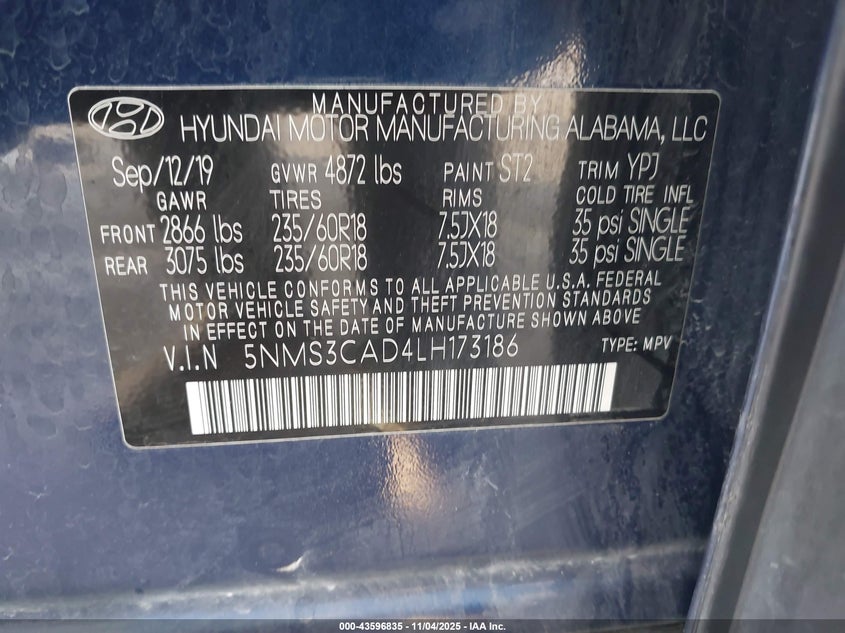 MANUFACTURED BY
HYUNDAI MOTOR MANUFACTURING ALABAMA, LLC
Sep/12/19 GVWR 4872 lbs PAINT ST2 TRIM YPJ
GAWR TIRES RIMS COLD TIRE INFL
FRONT 2866 lbs 235/60R18 7.5JX18 35 psi SINGLE
REAR 3075 lbs 235/60R18 7.5JX18 35 psi SINGLE
THIS VEHICLE CONFORMS TO ALL APPLICABLE U.S.A. FEDERAL
MOTOR VEHICLE SAFETY AND THEFT PREVENTION STANDARDS
IN EFFECT ON THE DATE OF MANUFACTURE SHOWN ABOVE.
V.I.N 5NMS3CAD4LH173186 TYPE: MPV
000-43596835 - 11/04/2025 - IAA Inc.